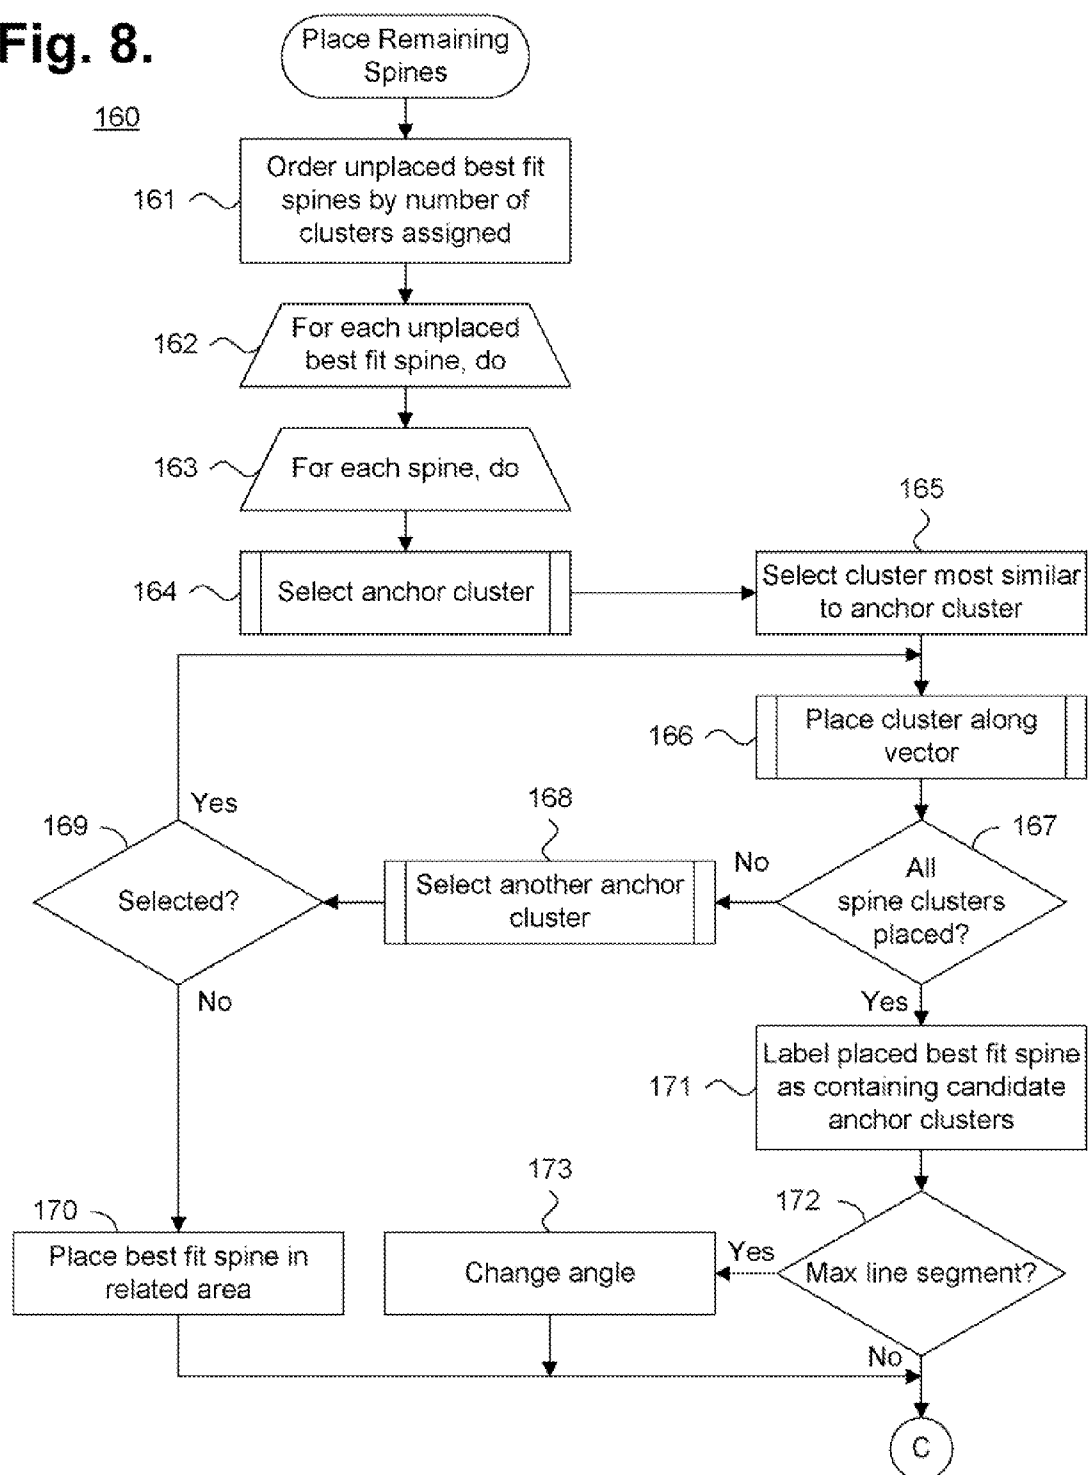 Fig. 8.
160
Place Remaining
Spines
161
Order unplaced best fit
spines by number of
clusters assigned
162
For each unplaced
best fit spine, do
163
For each spine, do
164
Select anchor cluster
165
Select cluster most similar
to anchor cluster
166
Place cluster along
vector
167
All
spine clusters
placed?
No
Yes
168
Select another anchor
cluster
169
Selected?
Yes
No
170
Place best fit spine in
related area
171
Label placed best fit spine
as containing candidate
anchor clusters
172
Max line segment?
Yes
No
173
Change angle
C